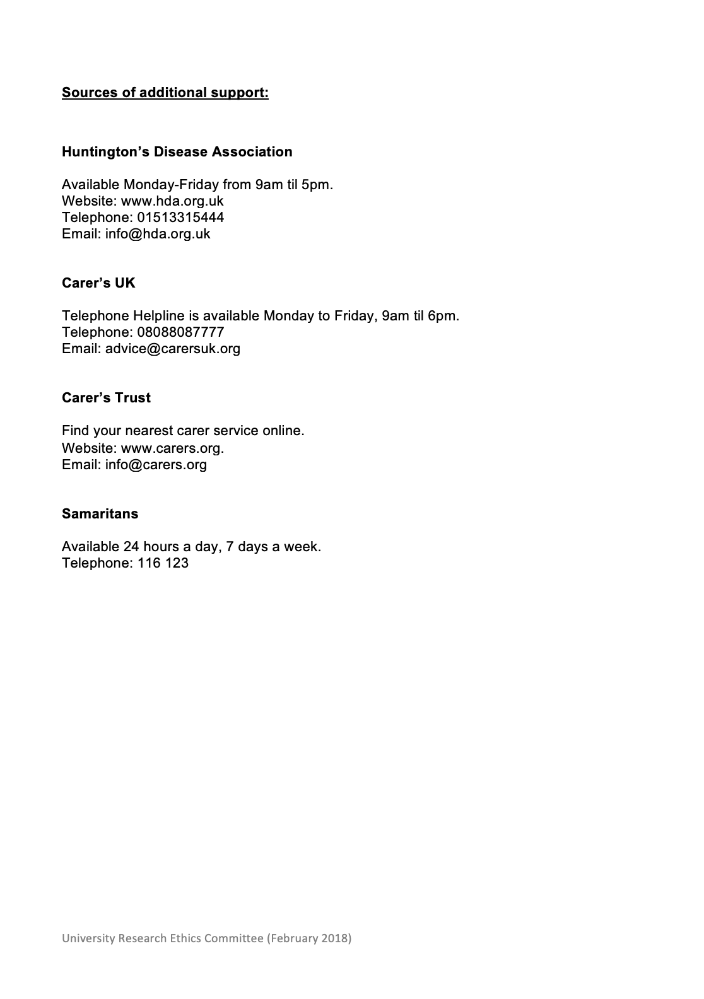 Sources of additional support:
Huntington’s Disease Association
Available Monday-Friday from 9am til 5pm.
Website: www.hda.org.uk
Telephone: 01513315444
Email: info@hda.org.uk
Carer’s UK
Telephone Helpline is available Monday to Friday, 9am til 6pm.
Telephone: 08088087777
Email: advice@carersuk.org
Carer’s Trust
Find your nearest carer service online.
Website: www.carers.org.
Email: info@carers.org
Samaritans
Available 24 hours a day, 7 days a week.
Telephone: 116 123
University Research Ethics Committee (February 2018)